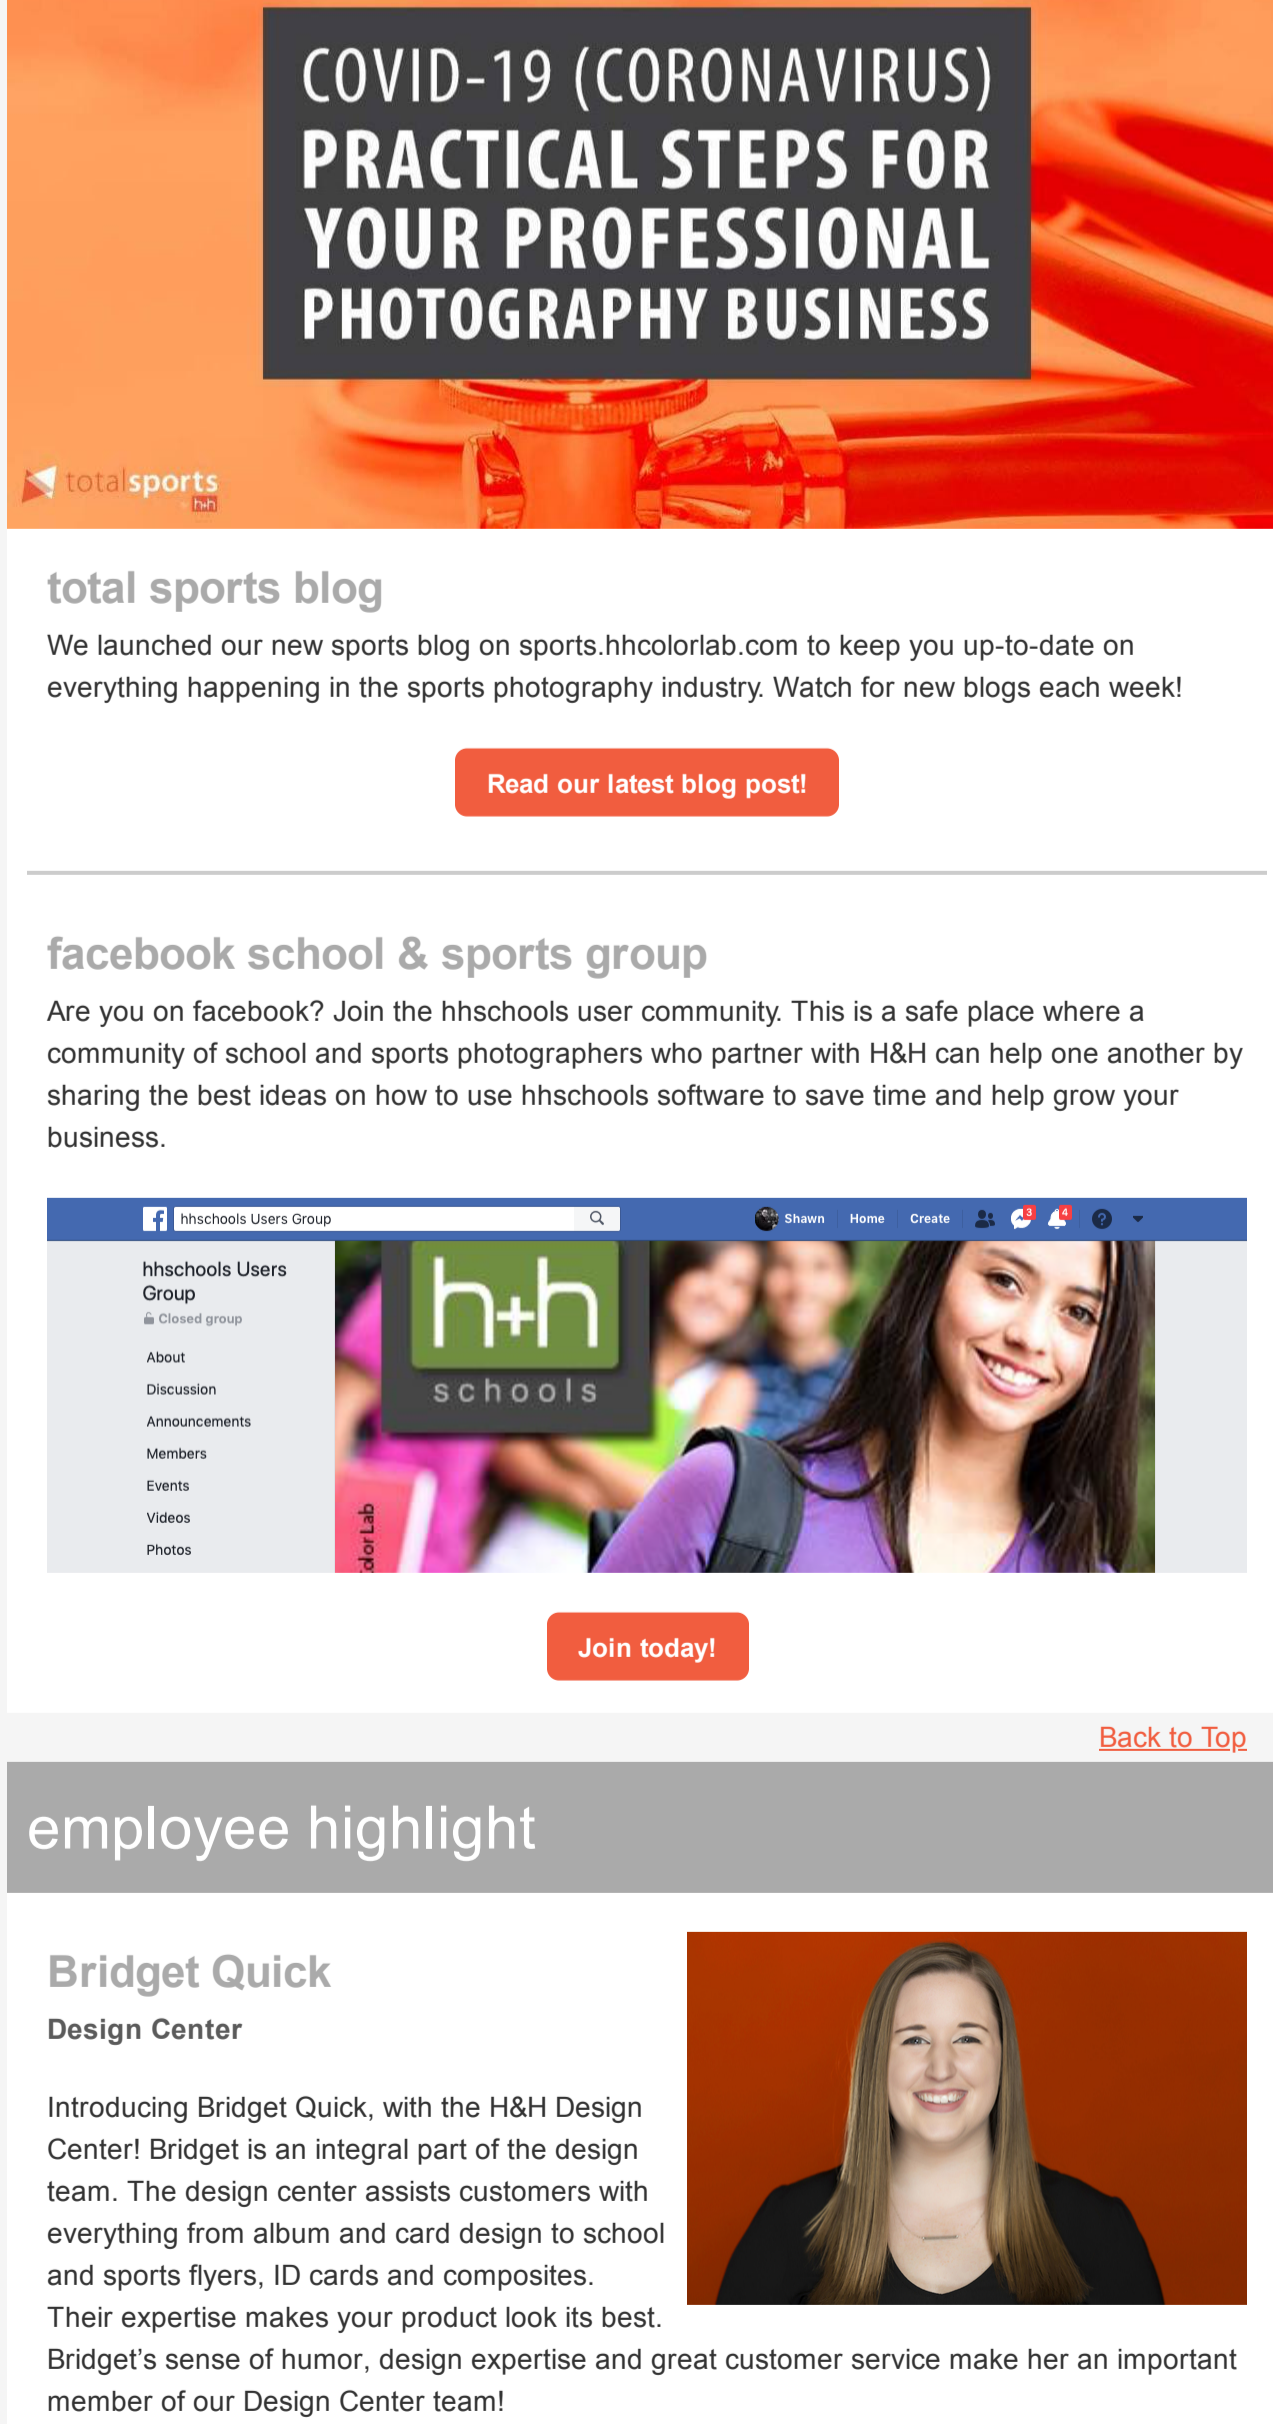 COVID-19 (CORONAVIRUS)
PRACTICAL STEPS FOR
YOUR PROFESSIONAL
PHOTOGRAPHY BUSINESS
totalsports
h+h
total sports blog
We launched our new sports blog on sports.hhcolorlab.com to keep you up-to-date on
everything happening in the sports photography industry. Watch for new blogs each week!
Read our latest blog post!
facebook school & sports group
Are you on facebook? Join the hhschools user community. This is a safe place where a
community of school and sports photographers who partner with H&H can help one another by
sharing the best ideas on how to use hhschools software to save time and help grow your
business.
f hhschools Users Group
Shawn Home Create 3 4 ?
hhschools Users
Group
Closed group
About
Discussion
Announcements
Members
Events
Videos
Photos
h+h
schools
Color Lab
Join today!
Back to Top
employee highlight
Bridget Quick
Design Center
Introducing Bridget Quick, with the H&H Design
Center! Bridget is an integral part of the design
team. The design center assists customers with
everything from album and card design to school
and sports flyers, ID cards and composites.
Their expertise makes your product look its best.
Bridget’s sense of humor, design expertise and great customer service make her an important
member of our Design Center team!